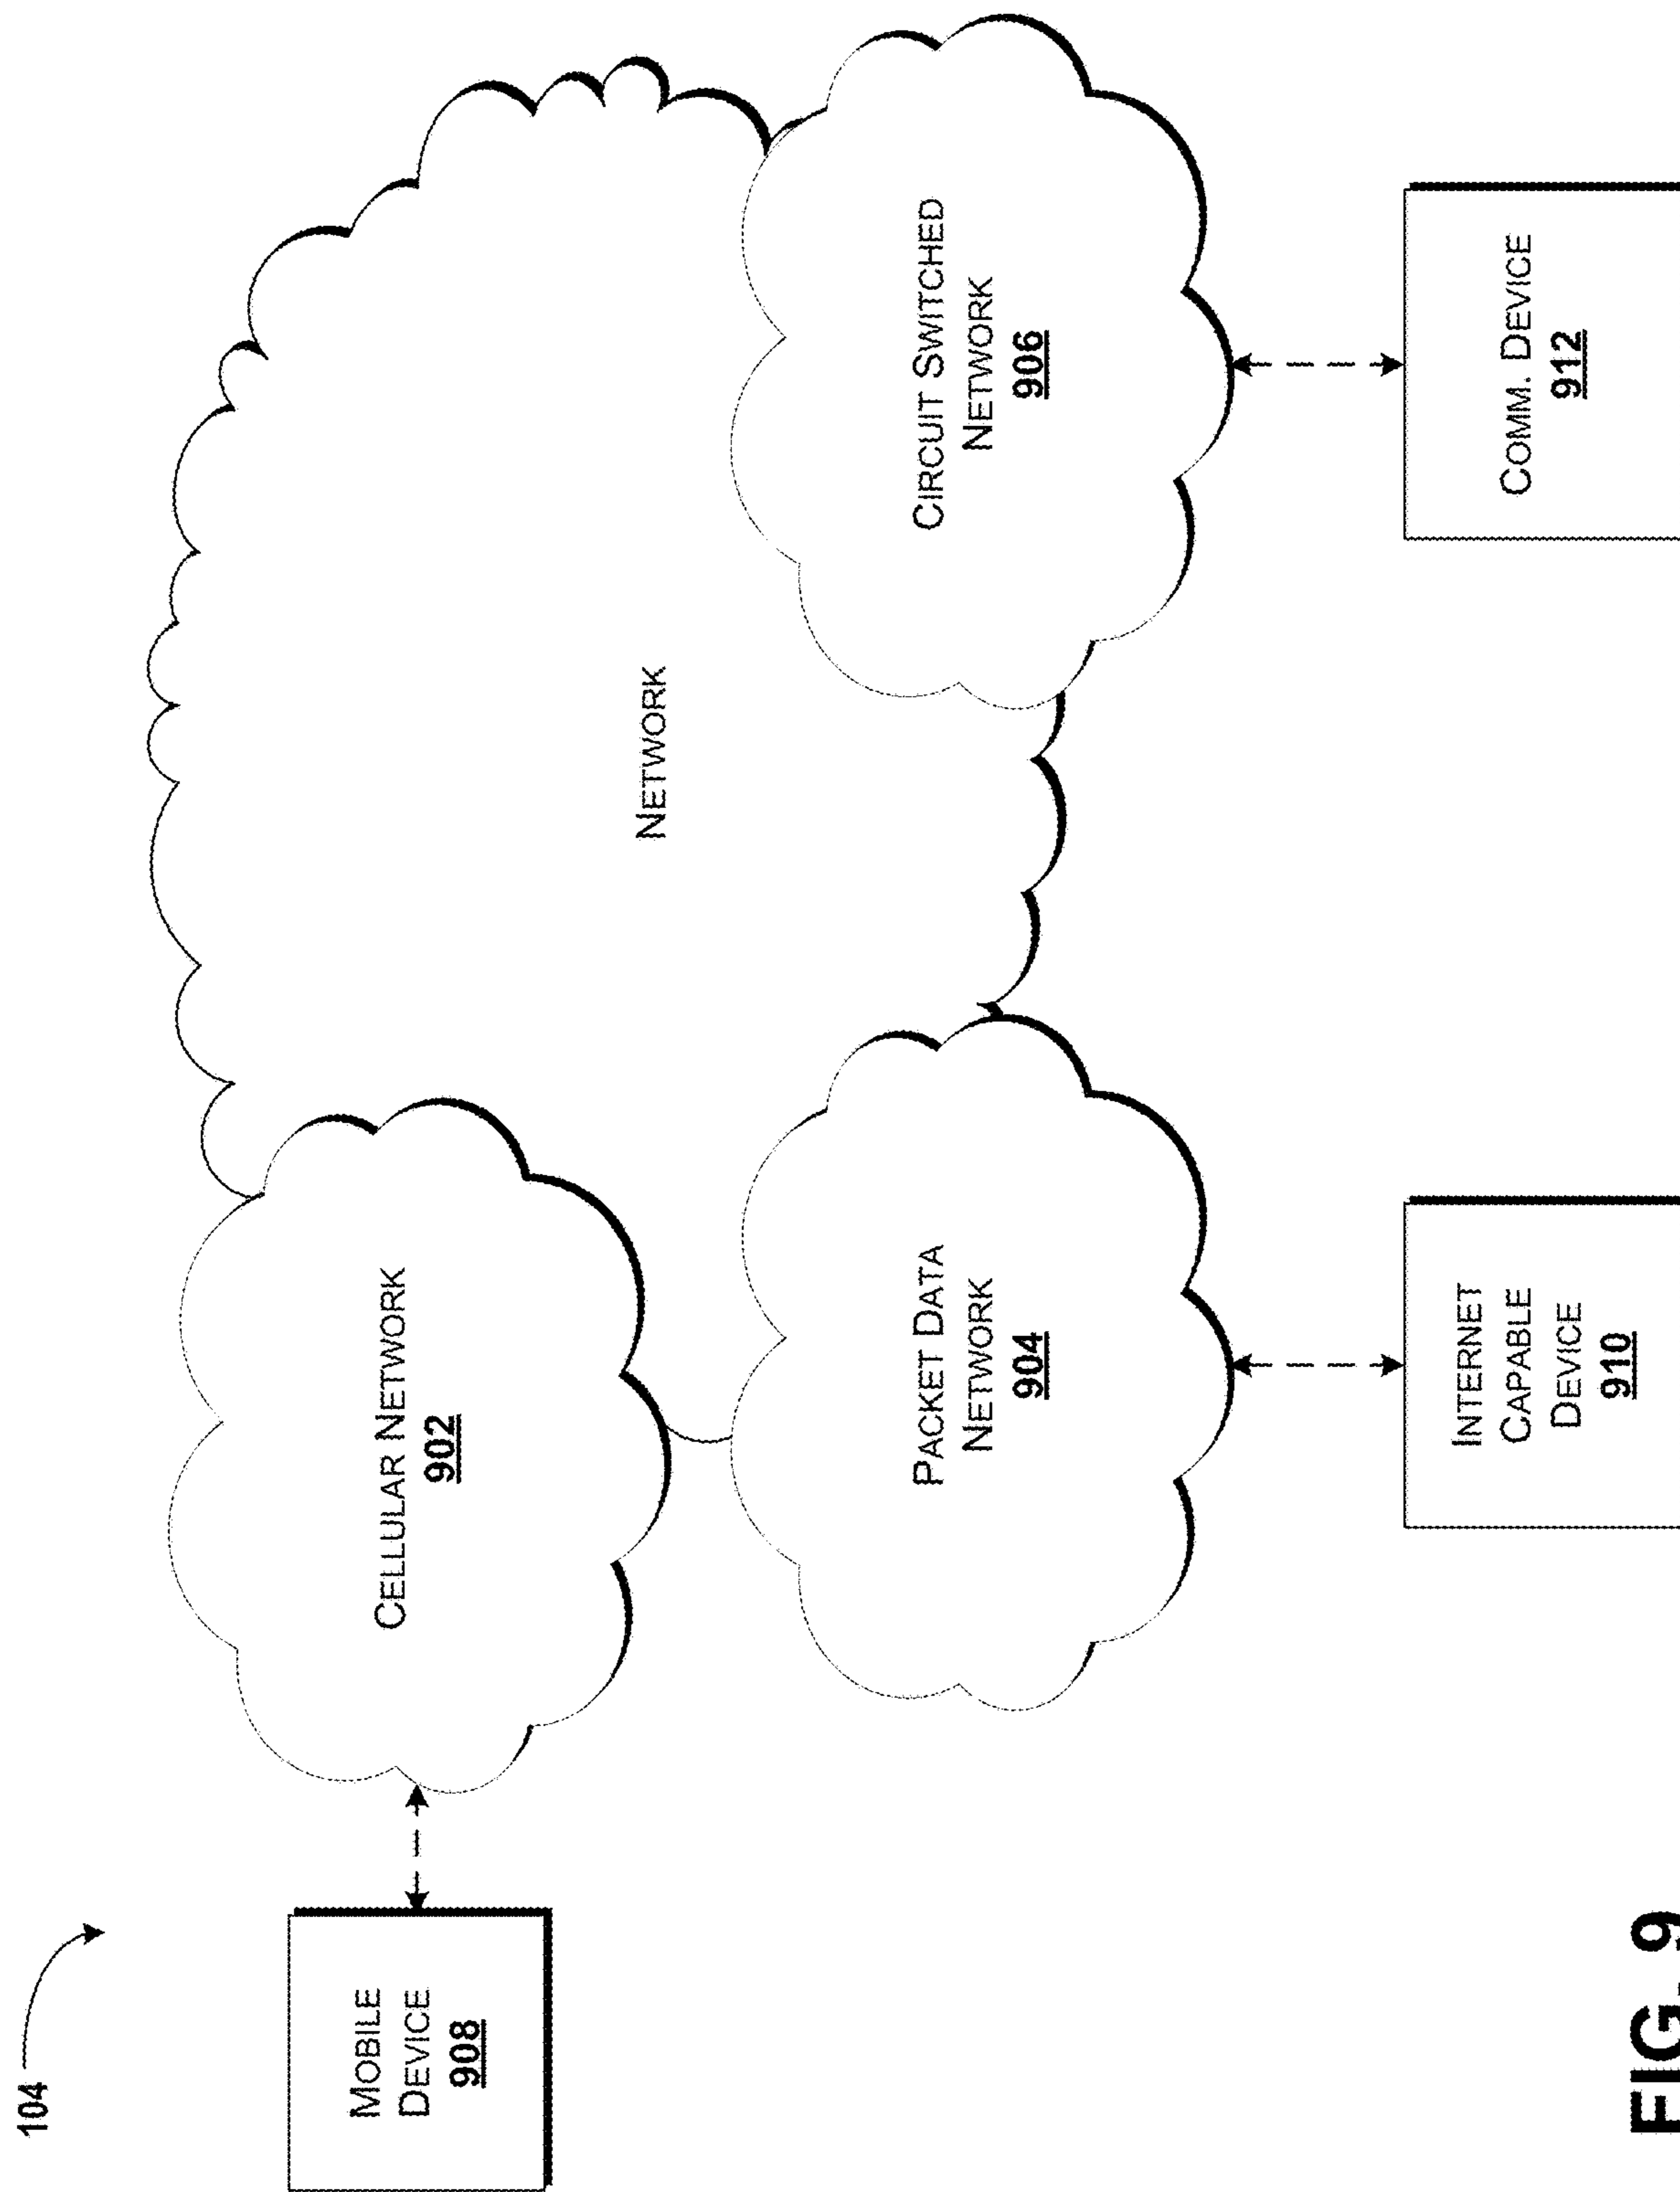 104
MOBILE
DEVICE
908
CELLULAR NETWORK
902
NETWORK
PACKET DATA
NETWORK
904
CIRCUIT SWITCHED
NETWORK
906
INTERNET
CAPABLE
DEVICE
910
COMM. DEVICE
912
FIG. 9